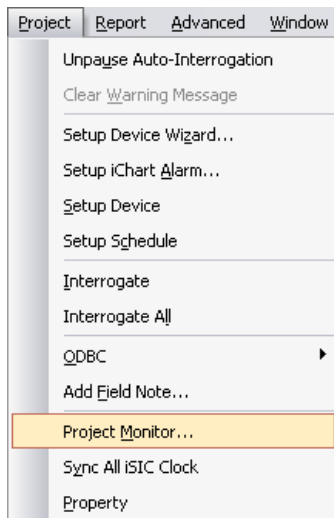 Project Report Advanced Window
Unpause Auto-Interrogation
Clear Warning Message
Setup Device Wizard...
Setup iChart Alarm...
Setup Device
Setup Schedule
Interrogate
Interrogate All
ODBC
Add Field Note...
Project Monitor...
Sync All iSIC Clock
Property